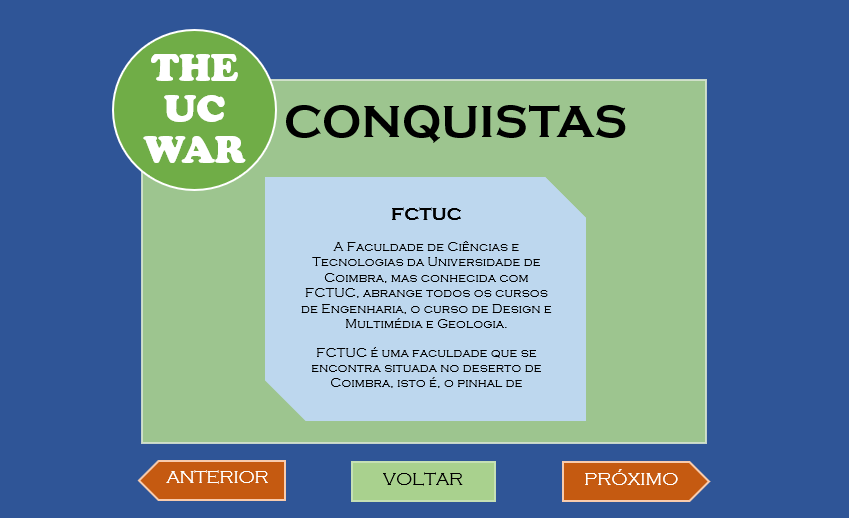 THE
UC
WAR
CONQUISTAS
FCTUC
A Faculdade de Ciências e
Tecnologias da Universidade de
Coimbra, mas conhecida com
FCTUC, abrange todos os cursos
de Engenharia, o curso de Design e
Multimédia e Geologia.
FCTUC é uma faculdade que se
encontra situada no deserto de
Coimbra, isto é, o pinhal de
ANTERIOR
VOLTAR
PRÓXIMO